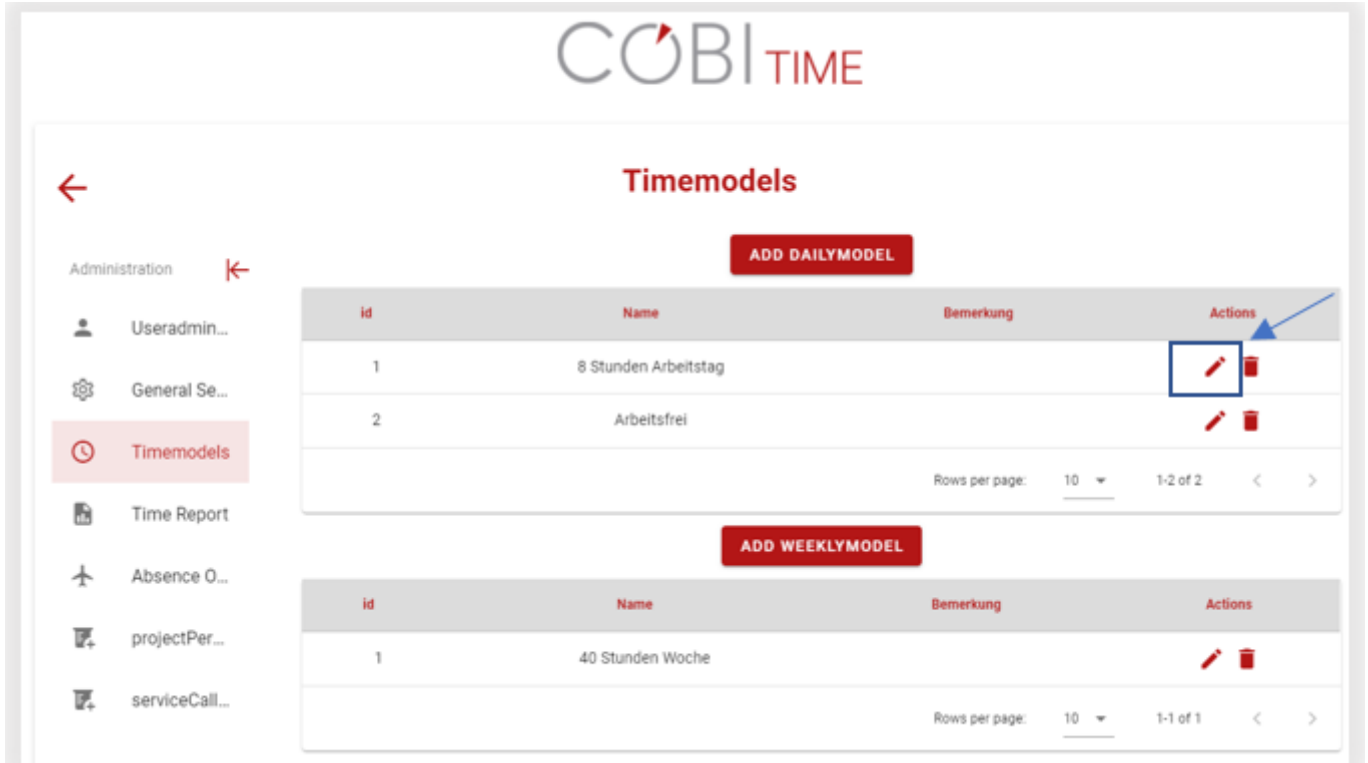 COBI TIME
Timemodels
ADD DAILYMODEL
Administration
id Name Bemerkung Actions
Useradmin...
1 8 Stunden Arbeitstag
General Se...
2 Arbeitsfrei
Timemodels
Rows per page: 10 1-2 of 2
Time Report
ADD WEEKLYMODEL
Absence O...
id Name Bemerkung Actions
projectPer...
1 40 Stunden Woche
serviceCall...
Rows per page: 10 1-1 of 1